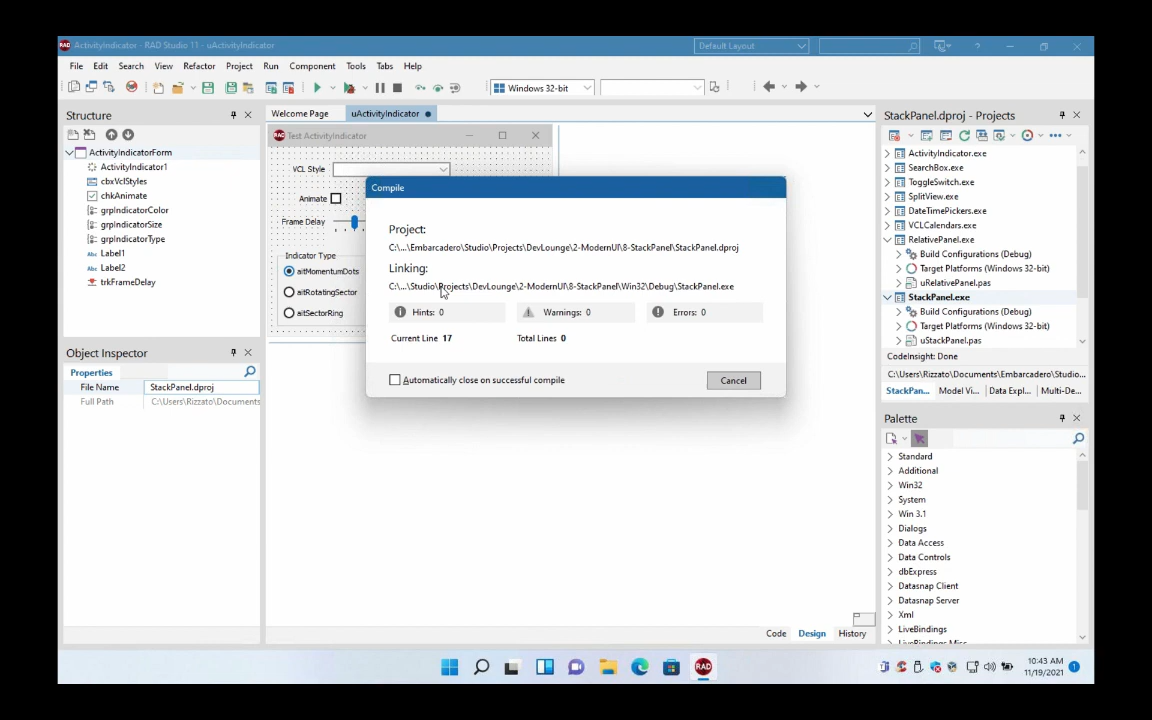 RAD ActivityIndicator - RAD Studio 11 - uActivityIndicator
Default Layout
File Edit Search View Refactor Project Run Component Tools Tabs Help
Windows 32-bit
Structure
ActivityIndicatorForm
ActivityIndicator1
cbxVclStyles
chkAnimate
grpIndicatorColor
grpIndicatorSize
grpIndicatorType
Abc Label1
Abc Label2
trkFrameDelay
Object Inspector
Properties
File Name StackPanel.dproj
Full Path C:\Users\Rizzato\Documents
Welcome Page uActivityIndicator
RAD Test ActivityIndicator
VCL Style
Animate
Frame Delay
Indicator Type
aitMomentumDots
aitRotatingSector
aitSectorRing
Compile
Project:
C:\...\Embarcadero\Studio\Projects\DevLounge\2-ModernUI\8-StackPanel\StackPanel.dproj
Linking:
C:\...\Studio\Projects\DevLounge\2-ModernUI\8-StackPanel\Win32\Debug\StackPanel.exe
Hints: 0 Warnings: 0 Errors: 0
Current Line 17 Total Lines 0
Automatically close on successful compile
Cancel
Code Design History
StackPanel.dproj - Projects
ActivityIndicator.exe
SearchBox.exe
ToggleSwitch.exe
SplitView.exe
DateTimePickers.exe
VCLCalendars.exe
RelativePanel.exe
Build Configurations (Debug)
Target Platforms (Windows 32-bit)
uRelativePanel.pas
StackPanel.exe
Build Configurations (Debug)
Target Platforms (Windows 32-bit)
uStackPanel.pas
CodeInsight: Done
C:\Users\Rizzato\Documents\Embarcadero\Studio...
StackPan... Model Vi... Data Expl... Multi-De...
Palette
Standard
Additional
Win32
System
Win 3.1
Dialogs
Data Access
Data Controls
dbExpress
Datasnap Client
Datasnap Server
Xml
LiveBindings
LiveBindings Misc
RAD
10:43 AM
11/19/2021
1